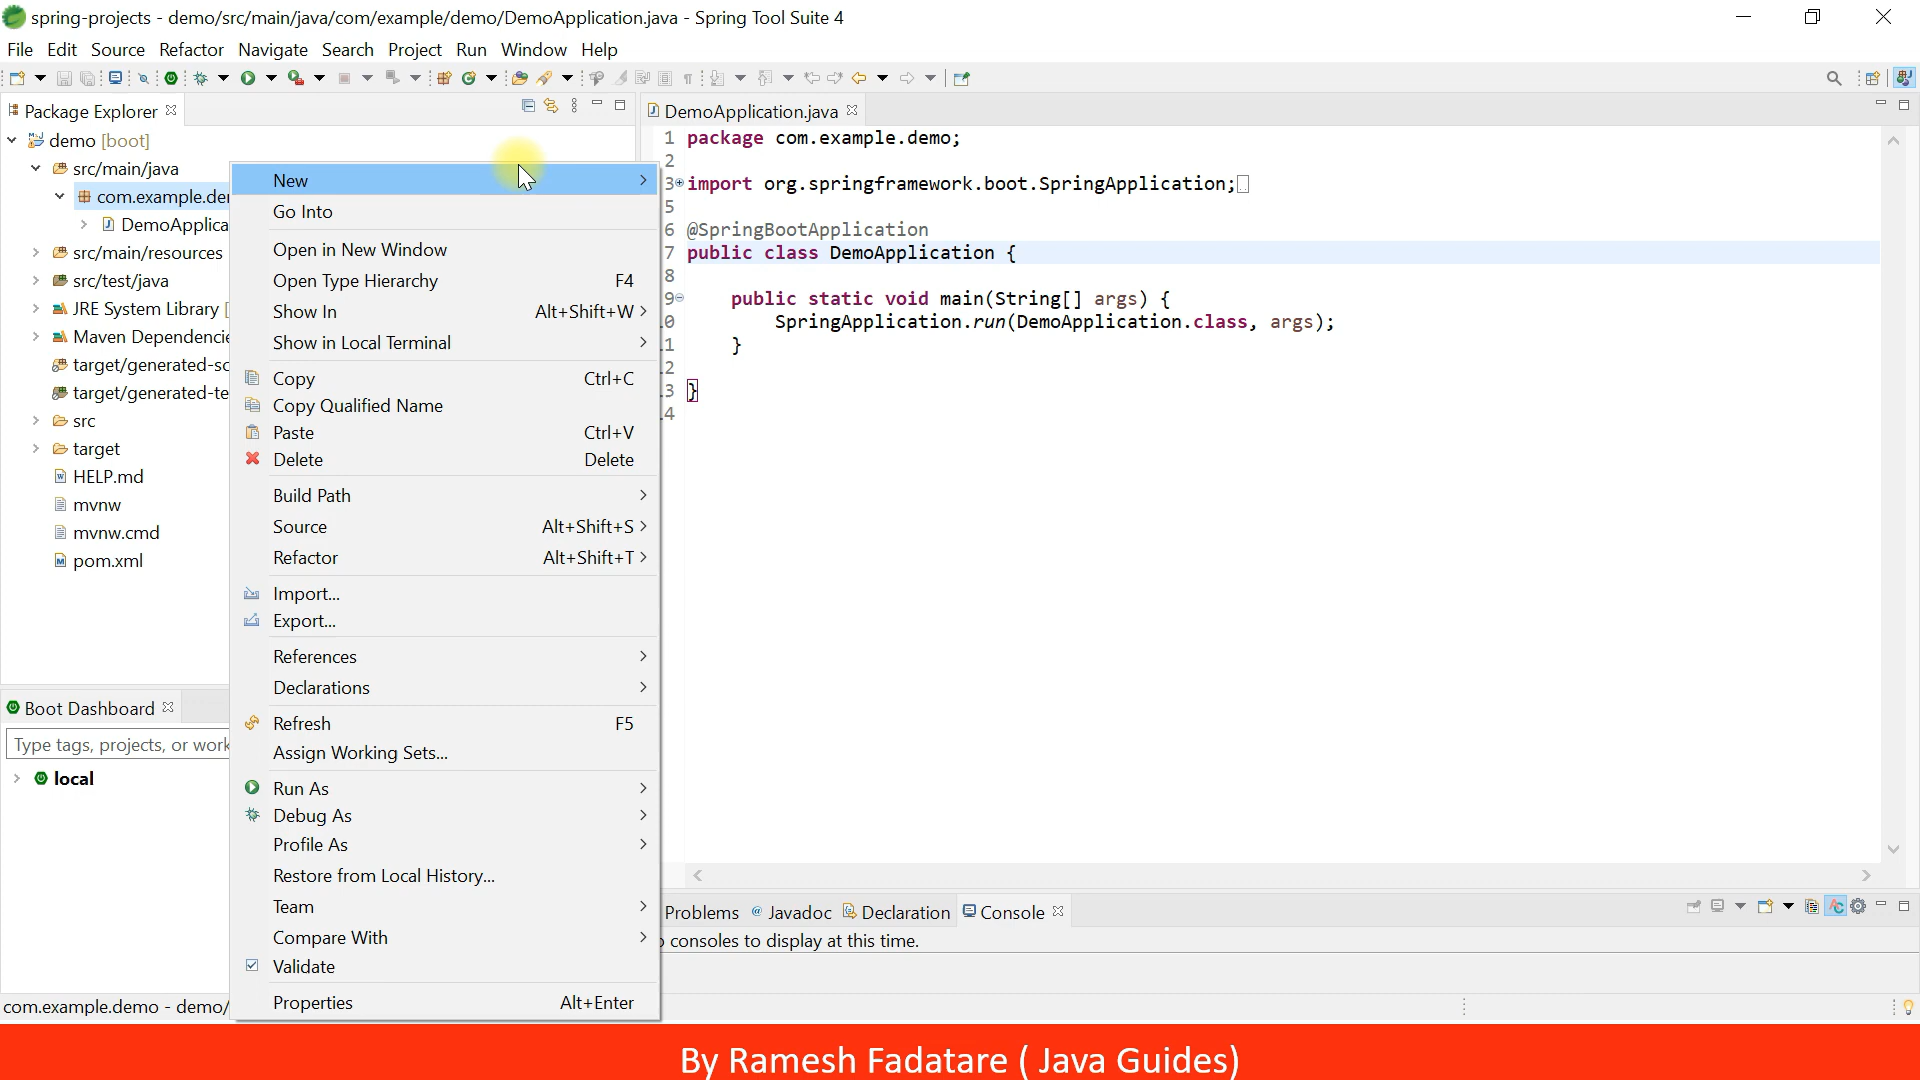 spring-projects - demo/src/main/java/com/example/demo/DemoApplication.java - Spring Tool Suite 4
File Edit Source Refactor Navigate Search Project Run Window Help
Package Explorer
demo [boot]
src/main/java
com.example.de
DemoApplica
src/main/resources
src/test/java
JRE System Library [
Maven Dependencie
target/generated-so
target/generated-te
src
target
HELP.md
mvnw
mvnw.cmd
pom.xml
Boot Dashboard
Type tags, projects, or work
local
com.example.demo - demo/
New
Go Into
Open in New Window
Open Type Hierarchy F4
Show In Alt+Shift+W
Show in Local Terminal
Copy Ctrl+C
Copy Qualified Name
Paste Ctrl+V
Delete Delete
Build Path
Source Alt+Shift+S
Refactor Alt+Shift+T
Import...
Export...
References
Declarations
Refresh F5
Assign Working Sets...
Run As
Debug As
Profile As
Restore from Local History...
Team
Compare With
Validate
Properties Alt+Enter
DemoApplication.java
1 package com.example.demo;
2
3 import org.springframework.boot.SpringApplication;
5
6 @SpringBootApplication
7 public class DemoApplication {
8
9 public static void main(String[] args) {
0 SpringApplication.run(DemoApplication.class, args);
1 }
2
3 }
4
Problems @ Javadoc Declaration Console
consoles to display at this time.
By Ramesh Fadatare ( Java Guides)